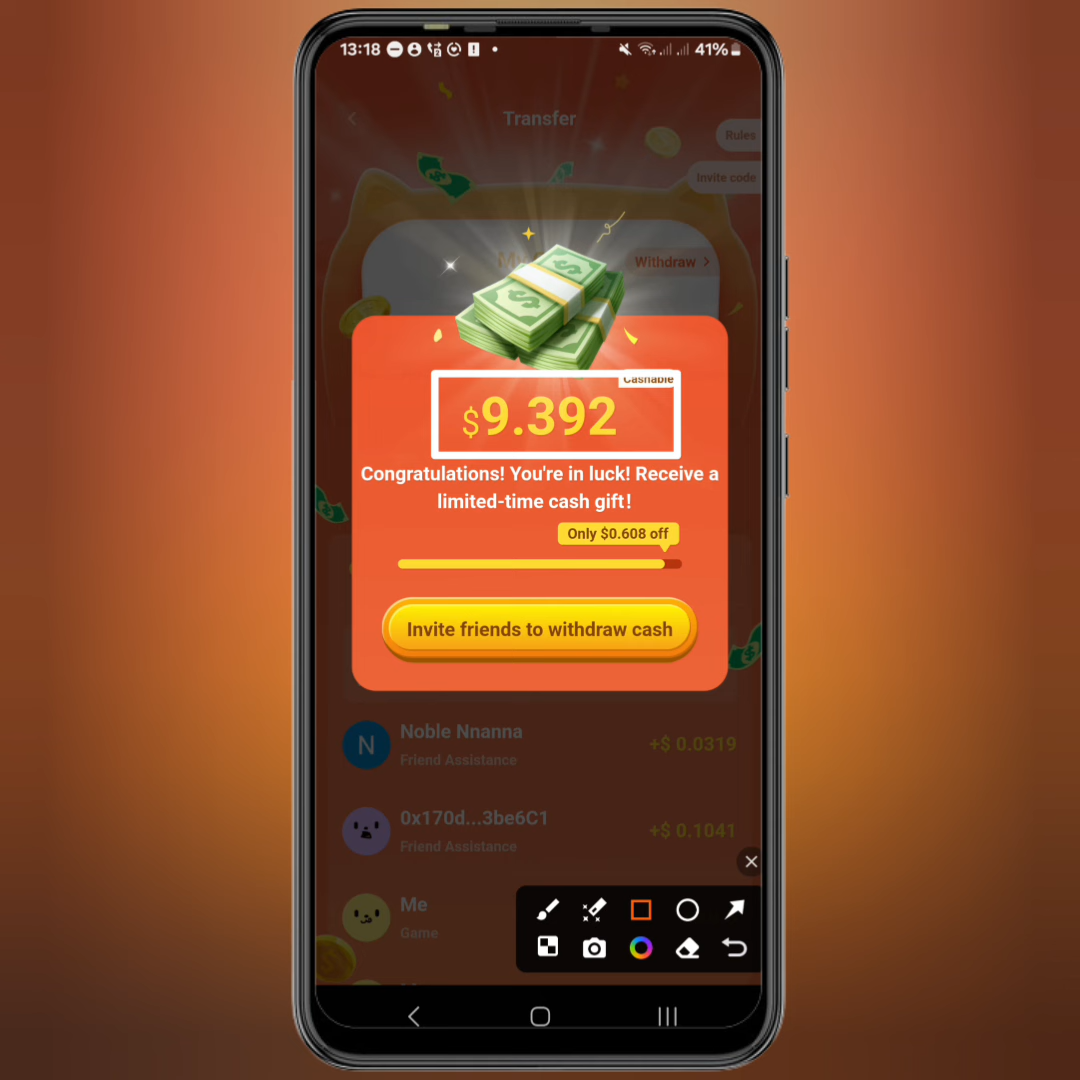 13:18
41%
Transfer
Rules
Invite code
Withdraw >
Cashable
$9.392
Congratulations! You're in luck! Receive a
limited-time cash gift!
Only $0.608 off
Invite friends to withdraw cash
N
Noble Nnanna
+$ 0.0319
Friend Assistance
0x170d...3be6C1
+$ 0.1041
Friend Assistance
Me
Game